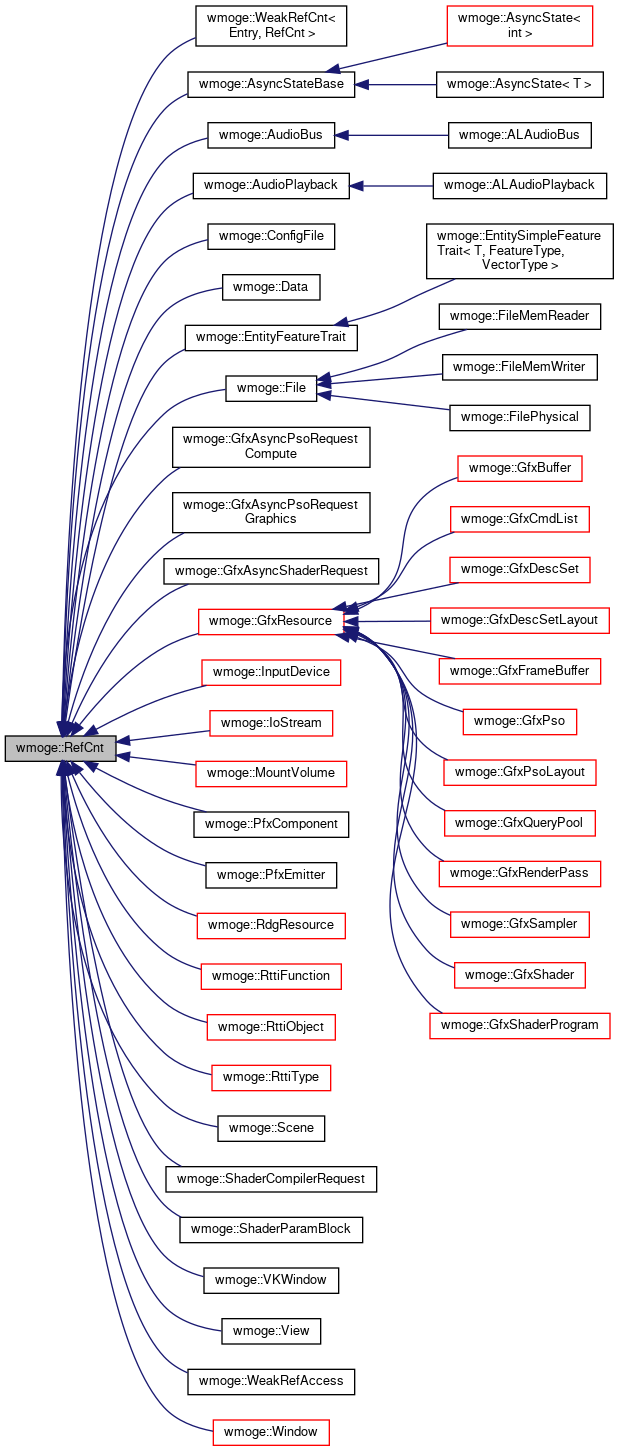 wmoge::RefCnt
wmoge::WeakRefCnt<
Entry, RefCnt >
wmoge::AsyncStateBase
wmoge::AudioBus
wmoge::AudioPlayback
wmoge::ConfigFile
wmoge::Data
wmoge::EntityFeatureTrait
wmoge::File
wmoge::GfxAsyncPsoRequest
Compute
wmoge::GfxAsyncPsoRequest
Graphics
wmoge::GfxAsyncShaderRequest
wmoge::GfxResource
wmoge::InputDevice
wmoge::IoStream
wmoge::MountVolume
wmoge::PfxComponent
wmoge::PfxEmitter
wmoge::RdgResource
wmoge::RttiFunction
wmoge::RttiObject
wmoge::RttiType
wmoge::Scene
wmoge::ShaderCompilerRequest
wmoge::ShaderParamBlock
wmoge::VKWindow
wmoge::View
wmoge::WeakRefAccess
wmoge::Window
wmoge::AsyncState<
int >
wmoge::AsyncState< T >
wmoge::ALAudioBus
wmoge::ALAudioPlayback
wmoge::EntitySimpleFeature
Trait< T, FeatureType,
VectorType >
wmoge::FileMemReader
wmoge::FileMemWriter
wmoge::FilePhysical
wmoge::GfxBuffer
wmoge::GfxCmdList
wmoge::GfxDescSet
wmoge::GfxDescSetLayout
wmoge::GfxFrameBuffer
wmoge::GfxPso
wmoge::GfxPsoLayout
wmoge::GfxQueryPool
wmoge::GfxRenderPass
wmoge::GfxSampler
wmoge::GfxShader
wmoge::GfxShaderProgram